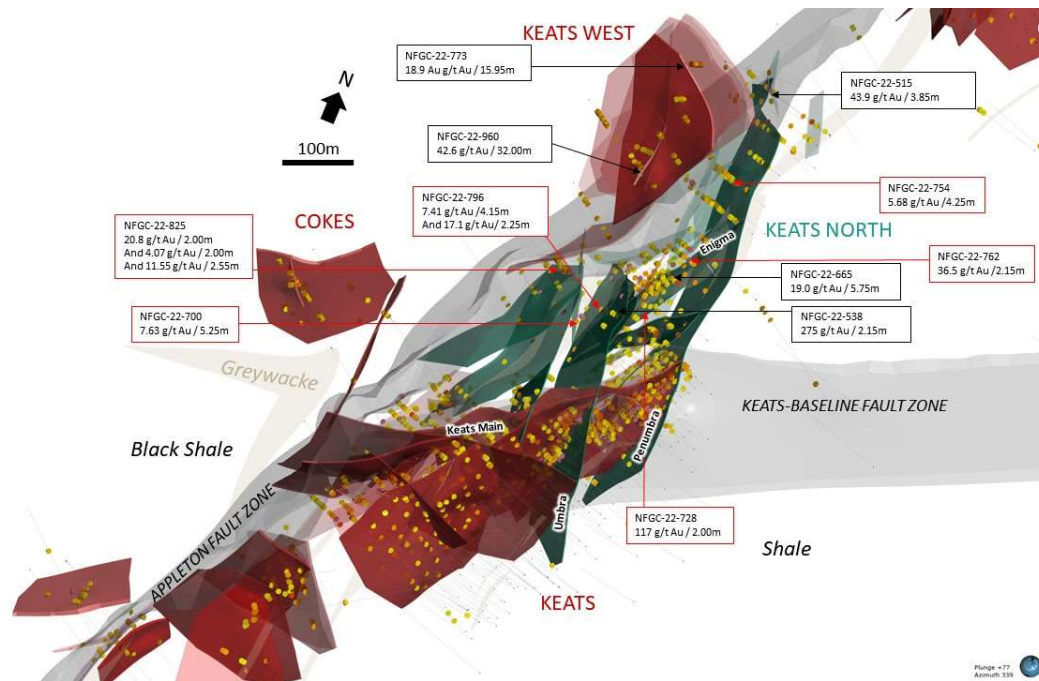 KEATS WEST
NFGC-22-773
18.9 Au g/t Au / 15.95m
N
NFGC-22-515
43.9 g/t Au / 3.85m
100m
NFGC-22-960
42.6 g/t Au / 32.00m
NFGC-22-796
7.41 g/t Au /4.15m
And 17.1 g/t Au / 2.25m
NFGC-22-754
5.68 g/t Au /4.25m
COKES
NFGC-22-825
20.8 g/t Au / 2.00m
And 4.07 g/t Au / 2.00m
And 11.55 g/t Au / 2.55m
KEATS NORTH
Enigma
NFGC-22-762
36.5 g/t Au /2.15m
NFGC-22-665
19.0 g/t Au / 5.75m
NFGC-22-700
7.63 g/t Au / 5.25m
NFGC-22-538
275 g/t Au / 2.15m
Greywacke
KEATS-BASELINE FAULT ZONE
Keats Main
Black Shale
Penumbra
Umbra
APPLETON FAULT ZONE
NFGC-22-728
117 g/t Au / 2.00m
Shale
KEATS
Plunge +77
Azimuth 339